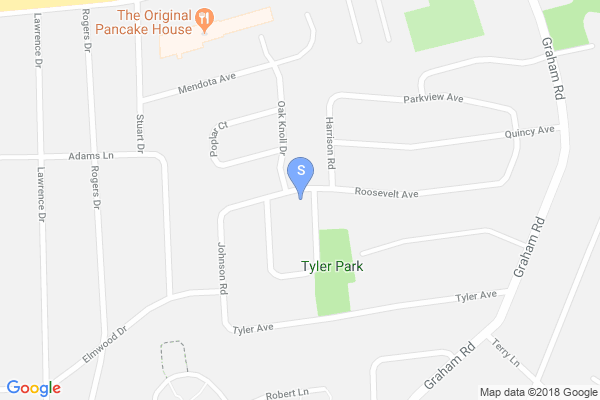 Lawrence Dr
Rogers Dr
The Original
Pancake House
Graham Rd
Mendota Ave
Parkview Ave
Stuart Dr
Poplar Ct
Oak Knoll Dr
Harrison Rd
Quincy Ave
Adams Ln
Lawrence Dr
Rogers Dr
S
Roosevelt Ave
Johnson Rd
Graham Rd
Tyler Park
Tyler Ave
Tyler Ave
Elmwood Dr
Graham Rd
Terry Ln
Robert Ln
Google
Map data ©2018 Google